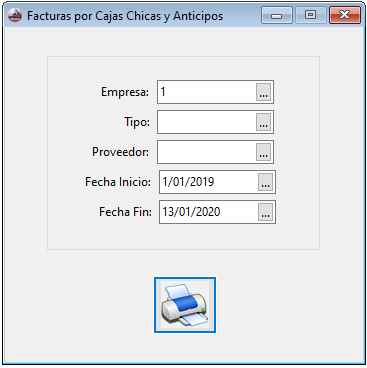 Facturas por Cajas Chicas y Anticipos
Empresa: 1 ...
Tipo: ...
Proveedor: ...
Fecha Inicio: 1/01/2019 ...
Fecha Fin: 13/01/2020 ...